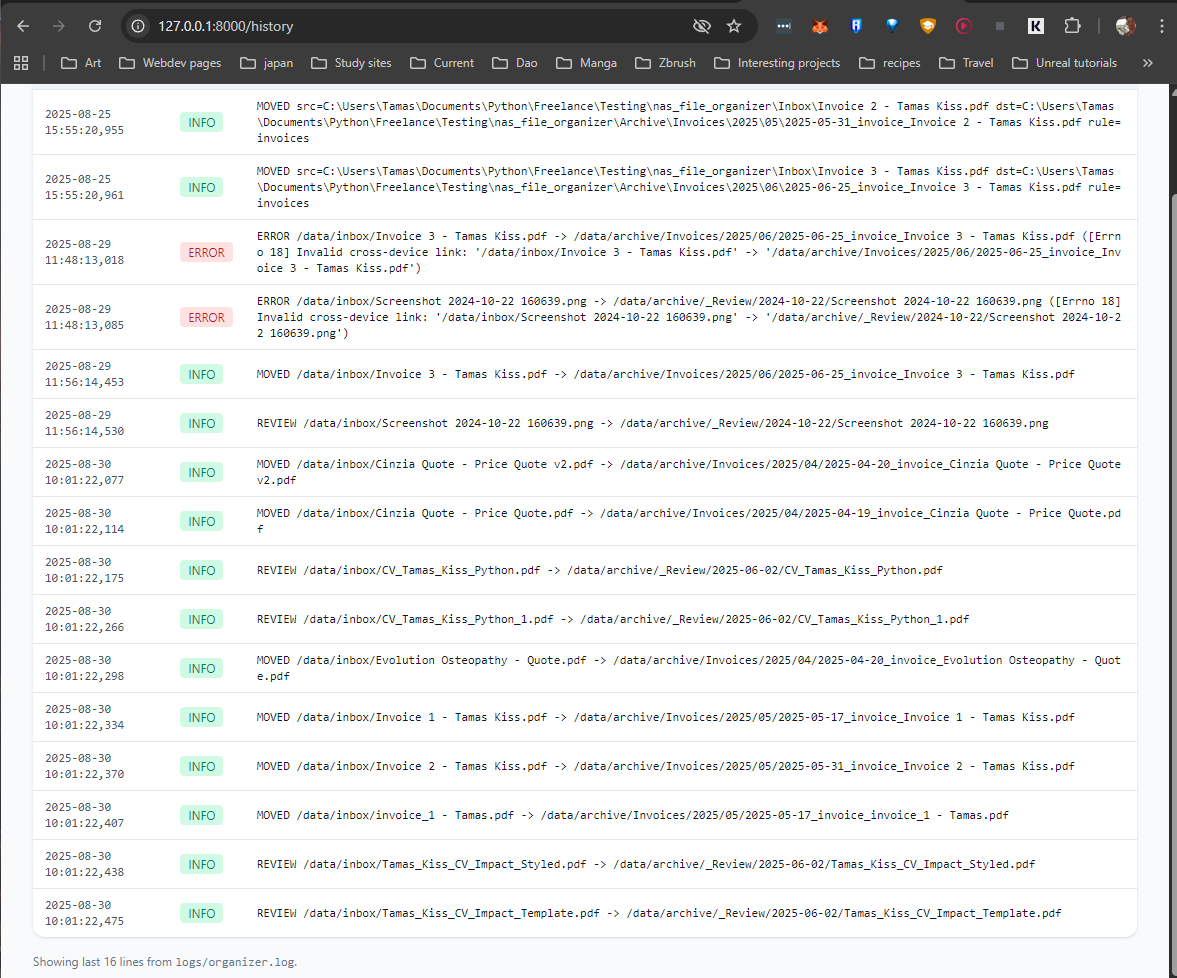 127.0.0.1:8000/history
K
Art
Webdev pages
japan
Study sites
Current
Dao
Manga
Zbrush
Interesting projects
recipes
Travel
Unreal tutorials
2025-08-25
15:55:20,955
INFO
MOVED src=C:\Users\Tamas\Documents\Python\Freelance\Testing\nas_file_organizer\Inbox\Invoice 2 - Tamas Kiss.pdf dst=C:\Users\Tamas
\Documents\Python\Freelance\Testing\nas_file_organizer\Archive\Invoices\2025\05\2025-05-31_invoice_Invoice 2 - Tamas Kiss.pdf rule=
invoices
2025-08-25
15:55:20,961
INFO
MOVED src=C:\Users\Tamas\Documents\Python\Freelance\Testing\nas_file_organizer\Inbox\Invoice 3 - Tamas Kiss.pdf dst=C:\Users\Tamas
\Documents\Python\Freelance\Testing\nas_file_organizer\Archive\Invoices\2025\06\2025-06-25_invoice_Invoice 3 - Tamas Kiss.pdf rule=
invoices
2025-08-29
11:48:13,018
ERROR
ERROR /data/inbox/Invoice 3 - Tamas Kiss.pdf -> /data/archive/Invoices/2025/06/2025-06-25_invoice_Invoice 3 - Tamas Kiss.pdf ([Errn
o 18] Invalid cross-device link: '/data/inbox/Invoice 3 - Tamas Kiss.pdf' -> '/data/archive/Invoices/2025/06/2025-06-25_invoice_Inv
oice 3 - Tamas Kiss.pdf')
2025-08-29
11:48:13,085
ERROR
ERROR /data/inbox/Screenshot 2024-10-22 160639.png -> /data/archive/_Review/2024-10-22/Screenshot 2024-10-22 160639.png ([Errno 18]
Invalid cross-device link: '/data/inbox/Screenshot 2024-10-22 160639.png' -> '/data/archive/_Review/2024-10-22/Screenshot 2024-10-2
2 160639.png')
2025-08-29
11:56:14,453
INFO
MOVED /data/inbox/Invoice 3 - Tamas Kiss.pdf -> /data/archive/Invoices/2025/06/2025-06-25_invoice_Invoice 3 - Tamas Kiss.pdf
2025-08-29
11:56:14,530
INFO
REVIEW /data/inbox/Screenshot 2024-10-22 160639.png -> /data/archive/_Review/2024-10-22/Screenshot 2024-10-22 160639.png
2025-08-30
10:01:22,077
INFO
MOVED /data/inbox/Cinzia Quote - Price Quote v2.pdf -> /data/archive/Invoices/2025/04/2025-04-20_invoice_Cinzia Quote - Price Quote
v2.pdf
2025-08-30
10:01:22,114
INFO
MOVED /data/inbox/Cinzia Quote - Price Quote.pdf -> /data/archive/Invoices/2025/04/2025-04-19_invoice_Cinzia Quote - Price Quote.pd
f
2025-08-30
10:01:22,175
INFO
REVIEW /data/inbox/CV_Tamas_Kiss_Python.pdf -> /data/archive/_Review/2025-06-02/CV_Tamas_Kiss_Python.pdf
2025-08-30
10:01:22,266
INFO
REVIEW /data/inbox/CV_Tamas_Kiss_Python_1.pdf -> /data/archive/_Review/2025-06-02/CV_Tamas_Kiss_Python_1.pdf
2025-08-30
10:01:22,298
INFO
MOVED /data/inbox/Evolution Osteopathy - Quote.pdf -> /data/archive/Invoices/2025/04/2025-04-20_invoice_Evolution Osteopathy - Quot
e.pdf
2025-08-30
10:01:22,334
INFO
MOVED /data/inbox/Invoice 1 - Tamas Kiss.pdf -> /data/archive/Invoices/2025/05/2025-05-17_invoice_Invoice 1 - Tamas Kiss.pdf
2025-08-30
10:01:22,370
INFO
MOVED /data/inbox/Invoice 2 - Tamas Kiss.pdf -> /data/archive/Invoices/2025/05/2025-05-31_invoice_Invoice 2 - Tamas Kiss.pdf
2025-08-30
10:01:22,407
INFO
MOVED /data/inbox/invoice_1 - Tamas.pdf -> /data/archive/Invoices/2025/05/2025-05-17_invoice_invoice_1 - Tamas.pdf
2025-08-30
10:01:22,438
INFO
REVIEW /data/inbox/Tamas_Kiss_CV_Impact_Styled.pdf -> /data/archive/_Review/2025-06-02/Tamas_Kiss_CV_Impact_Styled.pdf
2025-08-30
10:01:22,475
INFO
REVIEW /data/inbox/Tamas_Kiss_CV_Impact_Template.pdf -> /data/archive/_Review/2025-06-02/Tamas_Kiss_CV_Impact_Template.pdf
Showing last 16 lines from logs/organizer.log.